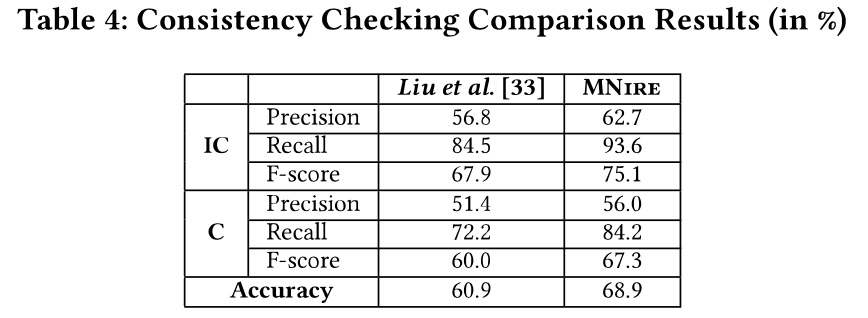 Table 4: Consistency Checking Comparison Results (in %)
Liu et al. [33] MNIRE
IC Precision 56.8 62.7
Recall 84.5 93.6
F-score 67.9 75.1
C Precision 51.4 56.0
Recall 72.2 84.2
F-score 60.0 67.3
Accuracy 60.9 68.9